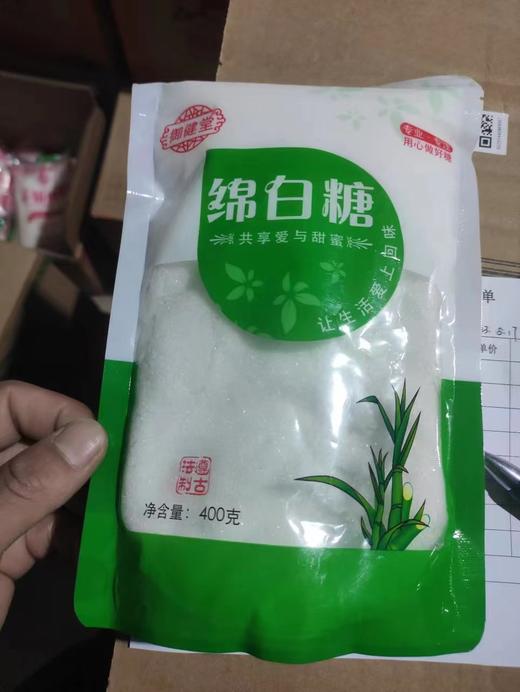 御健堂
专业 · 专注
用心做好糖
绵白糖
共享爱与甜蜜
让生活爱上回味
遵古
法制
净含量：400克
单
单价